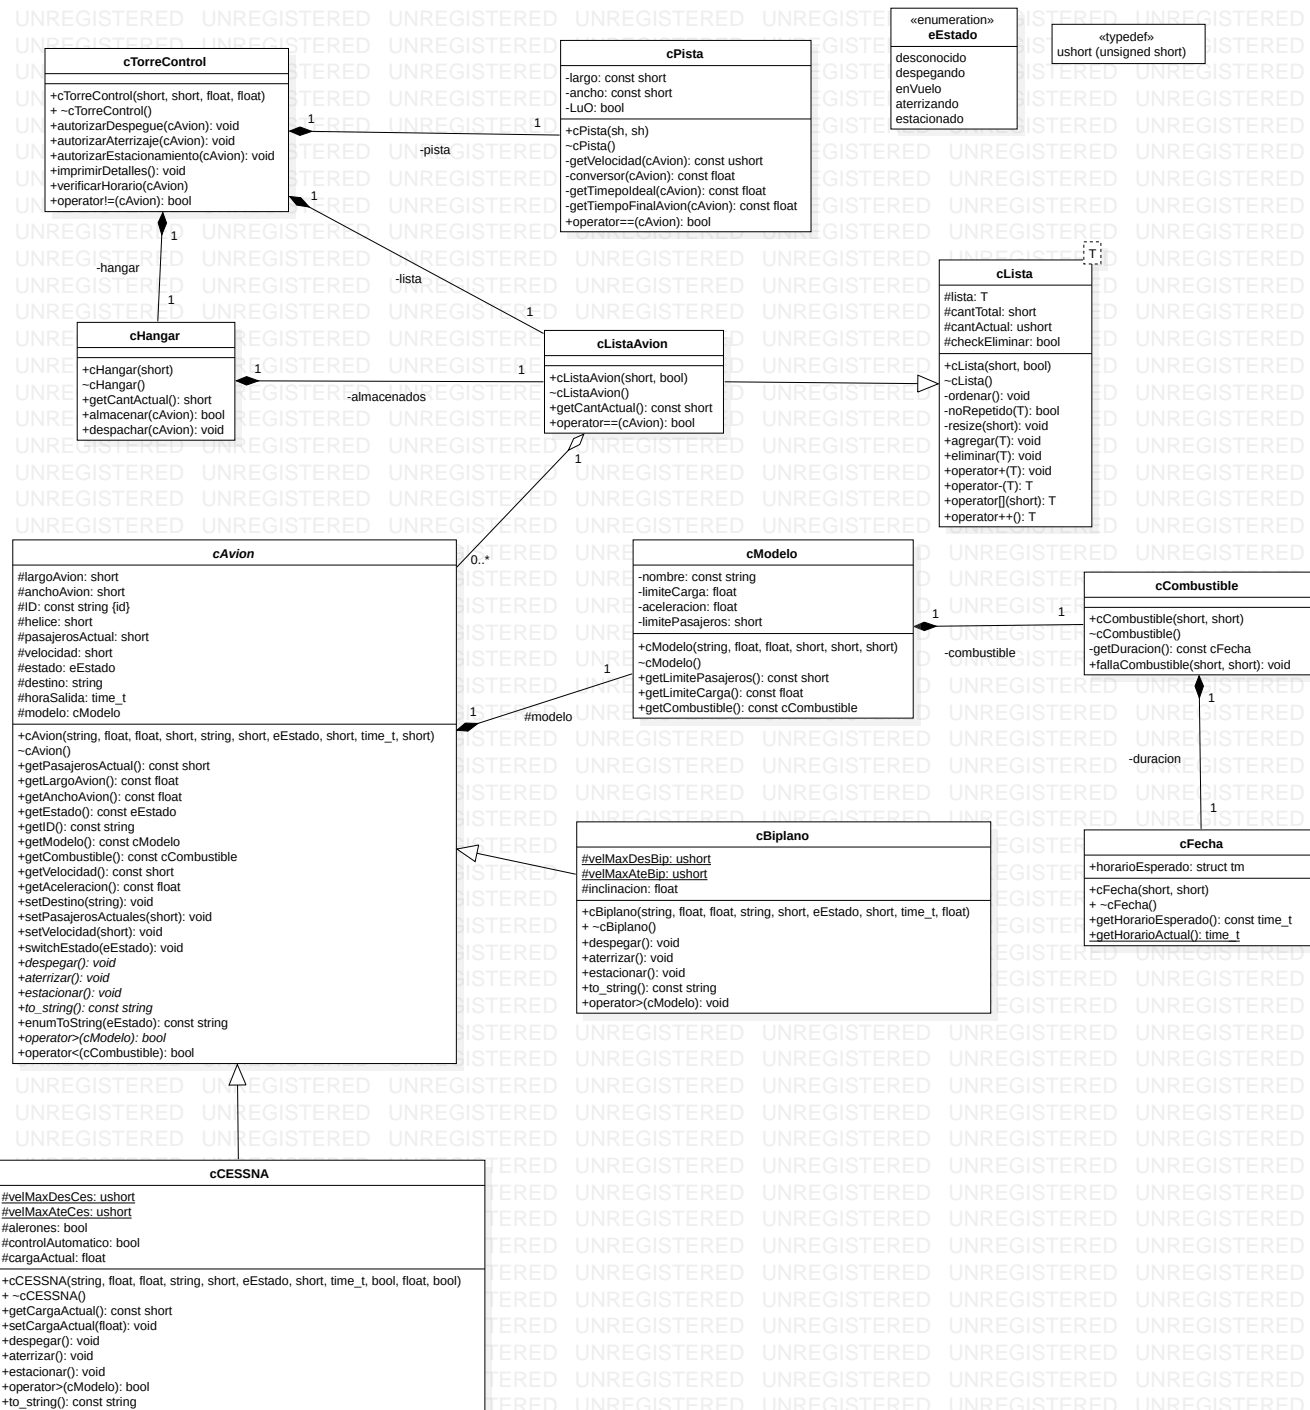 cTorreControl
+cTorreControl(short, short, float, float)
+ ~cTorreControl()
+autorizarDespegue(cAvion): void
+autorizarAterrizaje(cAvion): void
+autorizarEstacionamiento(cAvion): void
+imprimirDetalles(): void
+verificarHorario(cAvion)
+operator!=(cAvion): bool
1
1
-pista
cPista
-largo: const short
-ancho: const short
-LuO: bool
+cPista(sh, sh)
~cPista()
-getVelocidad(cAvion): const ushort
-conversor(cAvion): const float
-getTimepoIdeal(cAvion): const float
-getTiempoFinalAvion(cAvion): const float
+operator==(cAvion): bool
«enumeration»
eEstado
desconocido
despegando
enVuelo
aterrizando
estacionado
«typedef»
ushort (unsigned short)
1
-hangar
1
1
-lista
1
cHangar
+cHangar(short)
~cHangar()
+getCantActual(): short
+almacenar(cAvion): bool
+despachar(cAvion): void
1
1
-almacenados
cListaAvion
+cListaAvion(short, bool)
~cListaAvion()
+getCantActual(): const short
+operator==(cAvion): bool
1
0..*
T
cLista
#lista: T
#cantTotal: short
#cantActual: ushort
#checkEliminar: bool
+cLista(short, bool)
~cLista()
-ordenar(): void
-noRepetido(T): bool
-resize(short): void
+agregar(T): void
+eliminar(T): void
+operator+(T): void
+operator-(T): T
+operator[](short): T
+operator++(): T
cAvion
#largoAvion: short
#anchoAvion: short
#ID: const string {id}
#helice: short
#pasajerosActual: short
#velocidad: short
#estado: eEstado
#destino: string
#horaSalida: time_t
#modelo: cModelo
+cAvion(string, float, float, short, string, short, eEstado, short, time_t, short)
~cAvion()
+getPasajerosActual(): const short
+getLargoAvion(): const float
+getAnchoAvion(): const float
+getEstado(): const eEstado
+getID(): const string
+getModelo(): const cModelo
+getCombustible(): const cCombustible
+getVelocidad(): const short
+getAceleracion(): const float
+setDestino(string): void
+setPasajerosActuales(short): void
+setVelocidad(short): void
+switchEstado(eEstado): void
+despegar(): void
+aterrizar(): void
+estacionar(): void
+to_string(): const string
+enumToString(eEstado): const string
+operator>(cModelo): bool
+operator<(cCombustible): bool
1
#modelo
1
cModelo
-nombre: const string
-limiteCarga: float
-aceleracion: float
-limitePasajeros: short
+cModelo(string, float, float, short, short, short)
~cModelo()
+getLimitePasajeros(): const short
+getLimiteCarga(): const float
+getCombustible(): const cCombustible
1
1
-combustible
cCombustible
+cCombustible(short, short)
~cCombustible()
-getDuracion(): const cFecha
+fallaCombustible(short, short): void
1
-duracion
1
cFecha
+horarioEsperado: struct tm
+cFecha(short, short)
+ ~cFecha()
+getHorarioEsperado(): const time_t
+getHorarioActual(): time_t
cBiplano
#velMaxDesBip: ushort
#velMaxAteBip: ushort
#inclinacion: float
+cBiplano(string, float, float, string, short, eEstado, short, time_t, float)
+ ~cBiplano()
+despegar(): void
+aterrizar(): void
+estacionar(): void
+to_string(): const string
+operator>(cModelo): void
cCESSNA
#velMaxDesCes: ushort
#velMaxAteCes: ushort
#alerones: bool
#controlAutomatico: bool
#cargaActual: float
+cCESSNA(string, float, float, string, short, eEstado, short, time_t, bool, float, bool)
+ ~cCESSNA()
+getCargaActual(): const short
+setCargaActual(float): void
+despegar(): void
+aterrizar(): void
+estacionar(): void
+operator>(cModelo): bool
+to_string(): const string